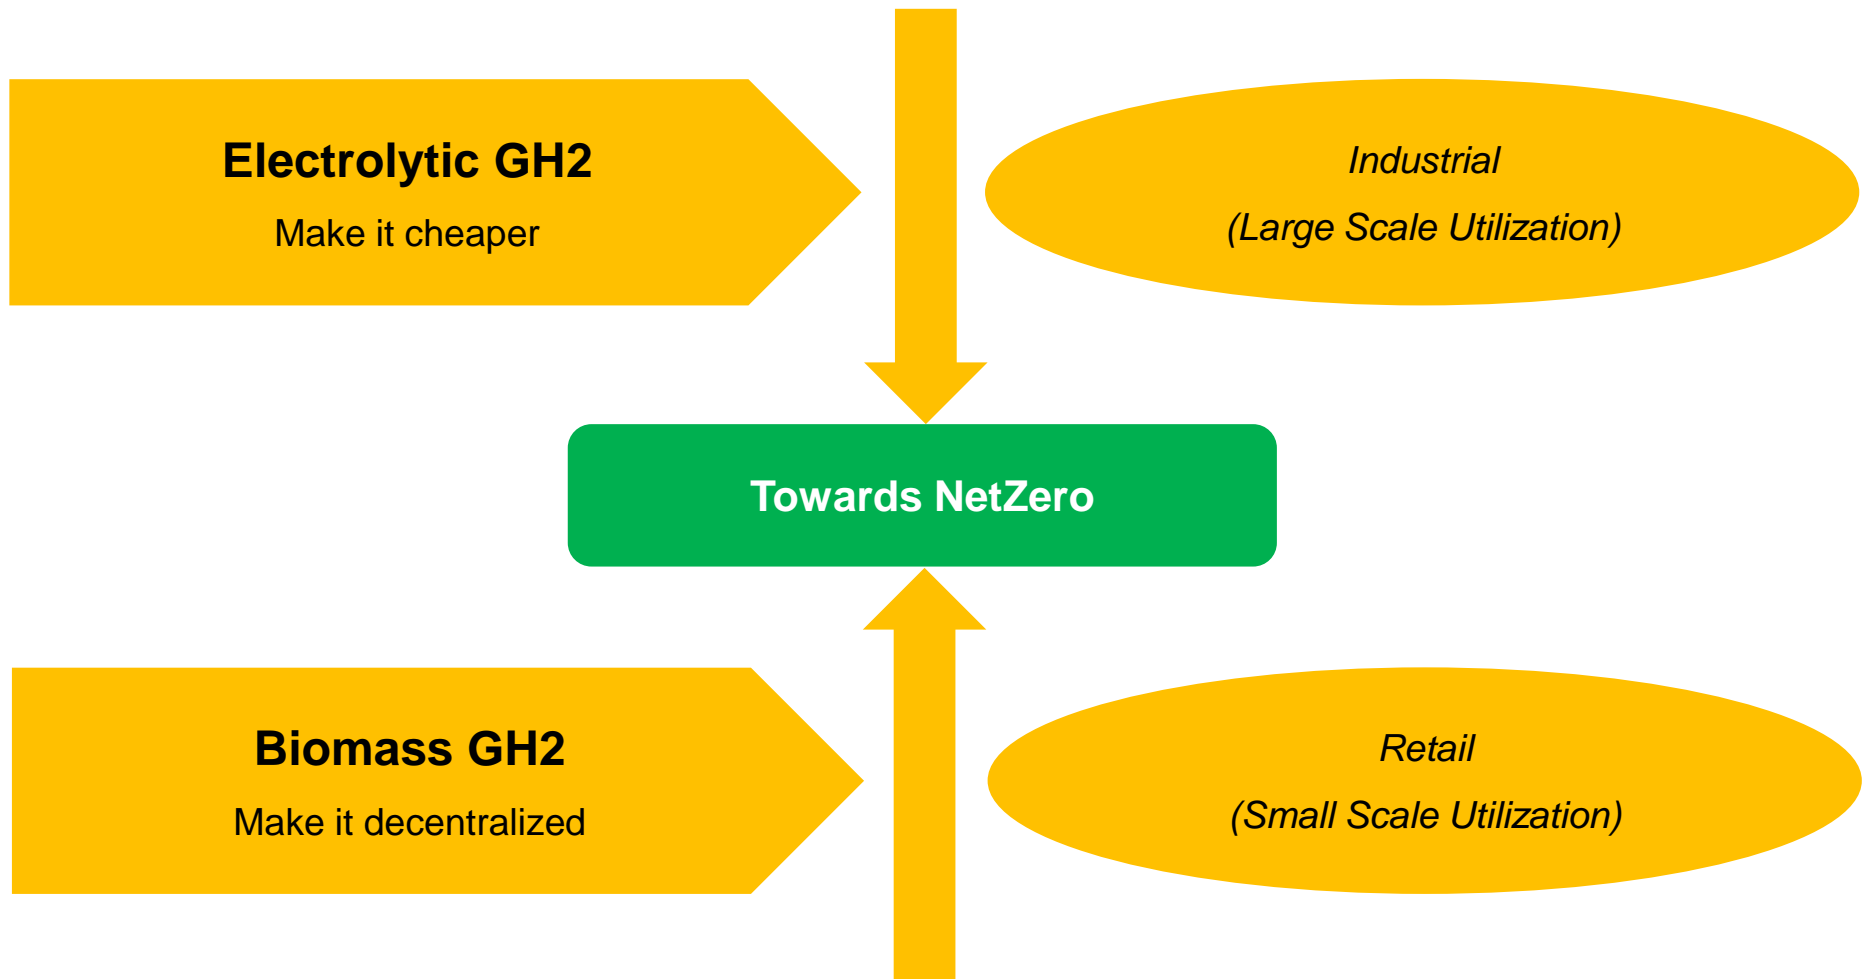 Electrolytic GH2
Make it cheaper
Industrial
(Large Scale Utilization)
Towards NetZero
Biomass GH2
Make it decentralized
Retail
(Small Scale Utilization)